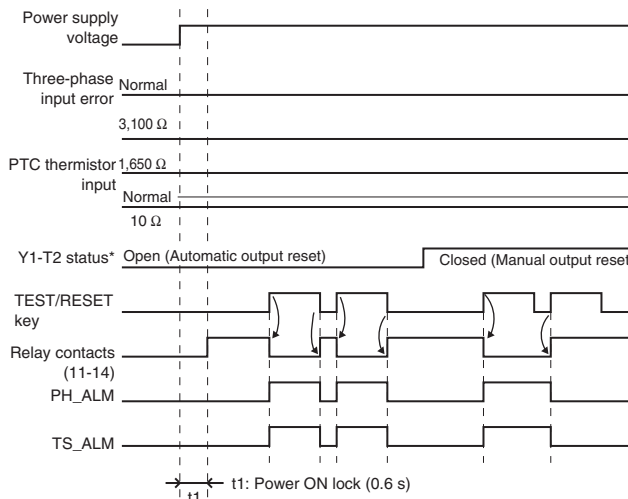 Power supply
voltage
Three-phase
input error
Normal
3,100 Ω
PTC thermistor
input
1,650 Ω
Normal
10 Ω
Y1-T2 status*
Open (Automatic output reset)
Closed (Manual output reset
TEST/RESET
key
Relay contacts
(11-14)
PH_ALM
TS_ALM
t1
t1: Power ON lock (0.6 s)